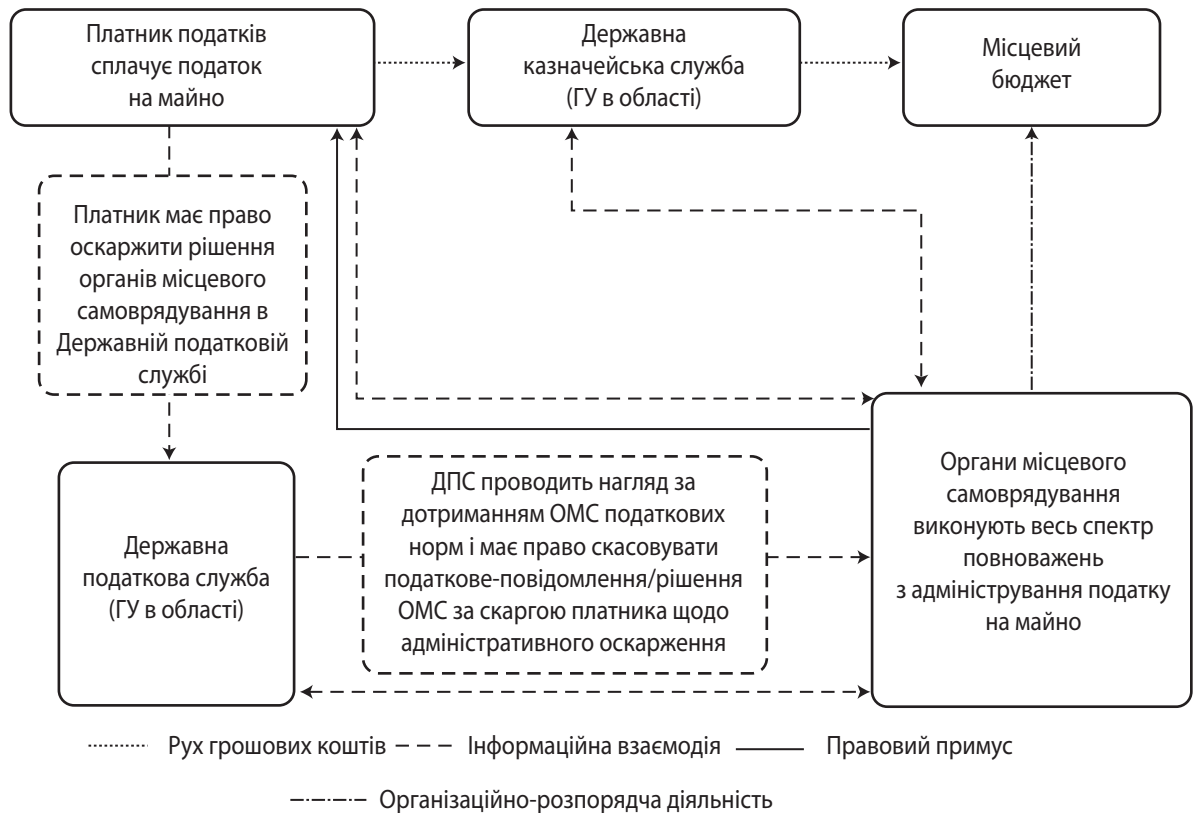 Платник податків
сплачує податок
на майно
Державна
казначейська служба
(ГУ в області)
Місцевий
бюджет
Платник має право
оскаржити рішення
органів місцевого
самоврядування в
Державній податковій
службі
Державна
податкова служба
(ГУ в області)
ДПС проводить нагляд за
дотриманням ОМС податкових
норм і має право скасовувати
податкове-повідомлення/рішення
ОМС за скаргою платника щодо
адміністративного оскарження
Органи місцевого
самоврядування
виконують весь спектр
повноважень
з адміністрування податку
на майно
Рух грошових коштів
Інформаційна взаємодія
Правовий примус
Організаційно-розпорядча діяльність